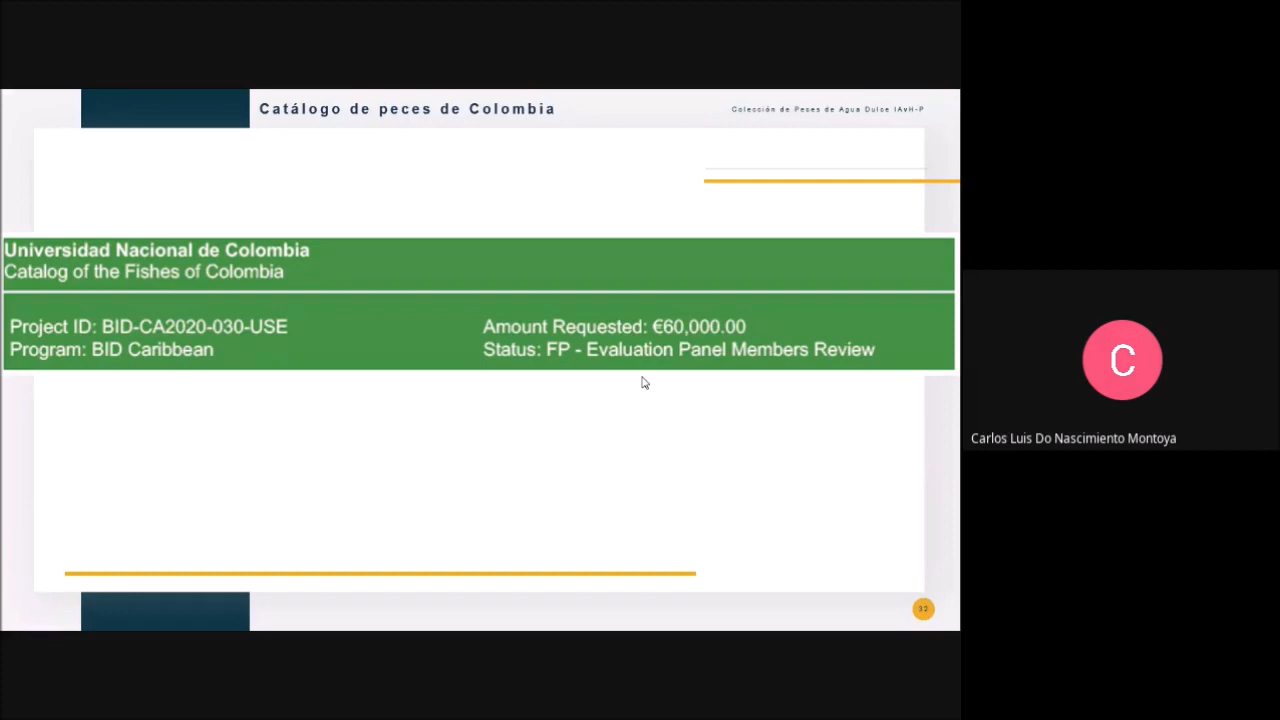 Catálogo de peces de Colombia
Colección de Peces de Agua Dulce IAvH-P
Universidad Nacional de Colombia
Catalog of the Fishes of Colombia
Project ID: BID-CA2020-030-USE
Amount Requested: €60,000.00
Program: BID Caribbean
Status: FP - Evaluation Panel Members Review
C
Carlos Luis Do Nascimiento Montoya
32